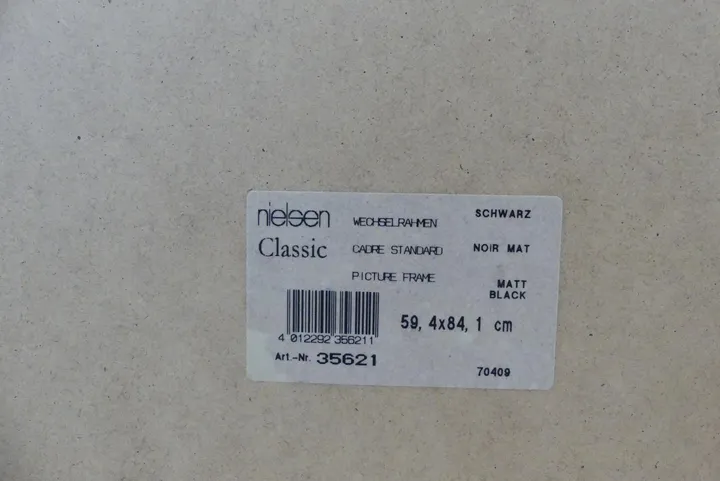 nielsen WECHSELRAHMEN SCHWARZ
Classic CADRE STANDARD NOIR MAT
PICTURE FRAME MATT
BLACK
59, 4x84, 1 cm
4 012292 356211
Art.-Nr. 35621
70409